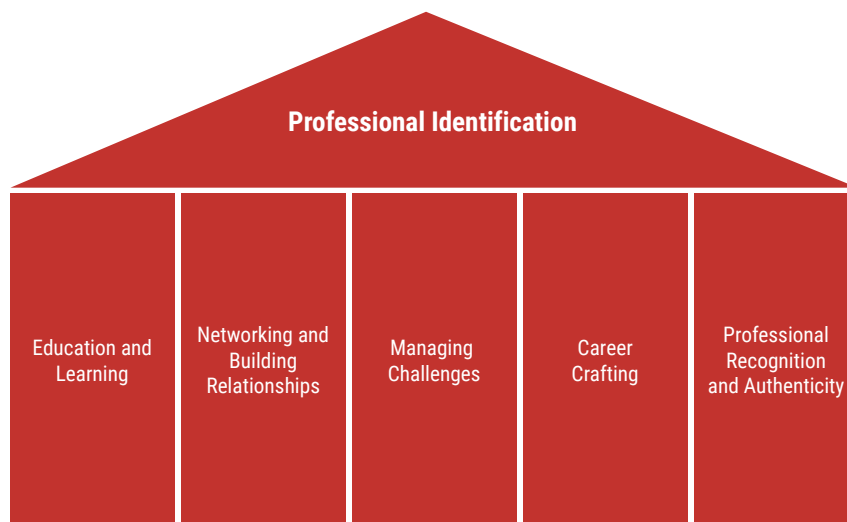 Professional Identification
Education and
Learning
Networking and
Building
Relationships
Managing
Challenges
Career
Crafting
Professional
Recognition
and Authenticity